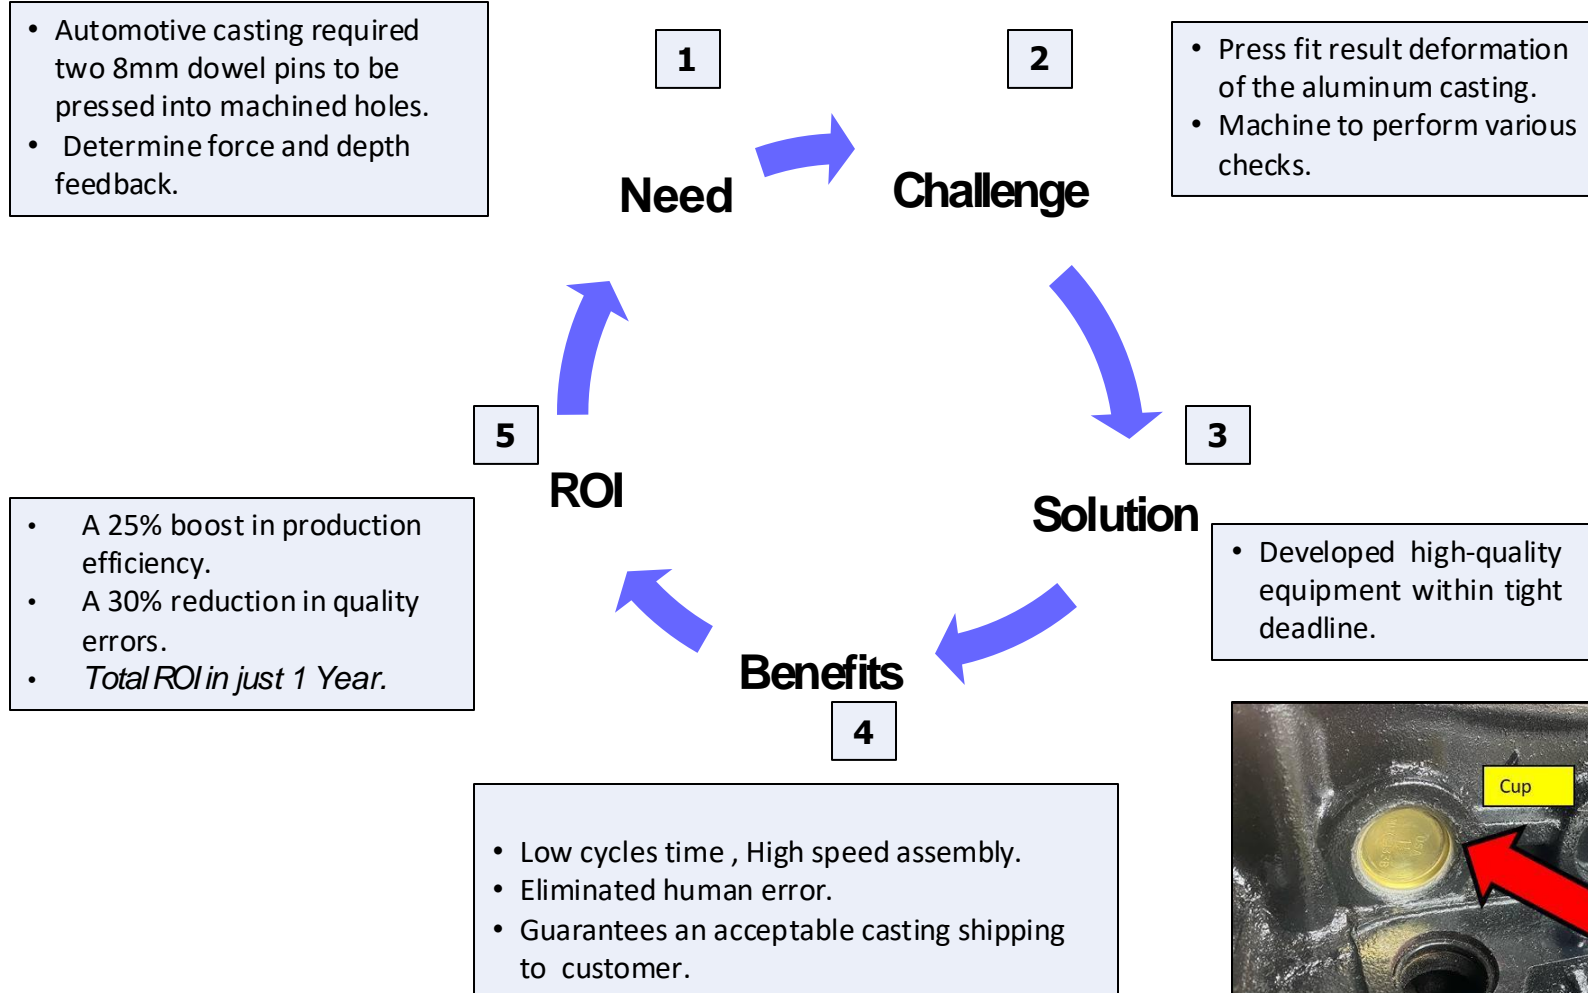 • Automotive casting required
two 8mm dowel pins to be
pressed into machined holes.
• Determine force and depth
feedback.
1
Need
2
Challenge
• Press fit result deformation
of the aluminum casting.
• Machine to perform various
checks.
3
Solution
• Developed high-quality
equipment within tight
deadline.
Cup
Benefits
4
• Low cycles time , High speed assembly.
• Eliminated human error.
• Guarantees an acceptable casting shipping
to customer.
5
ROI
• A 25% boost in production
efficiency.
• A 30% reduction in quality
errors.
• Total ROI in just 1 Year.